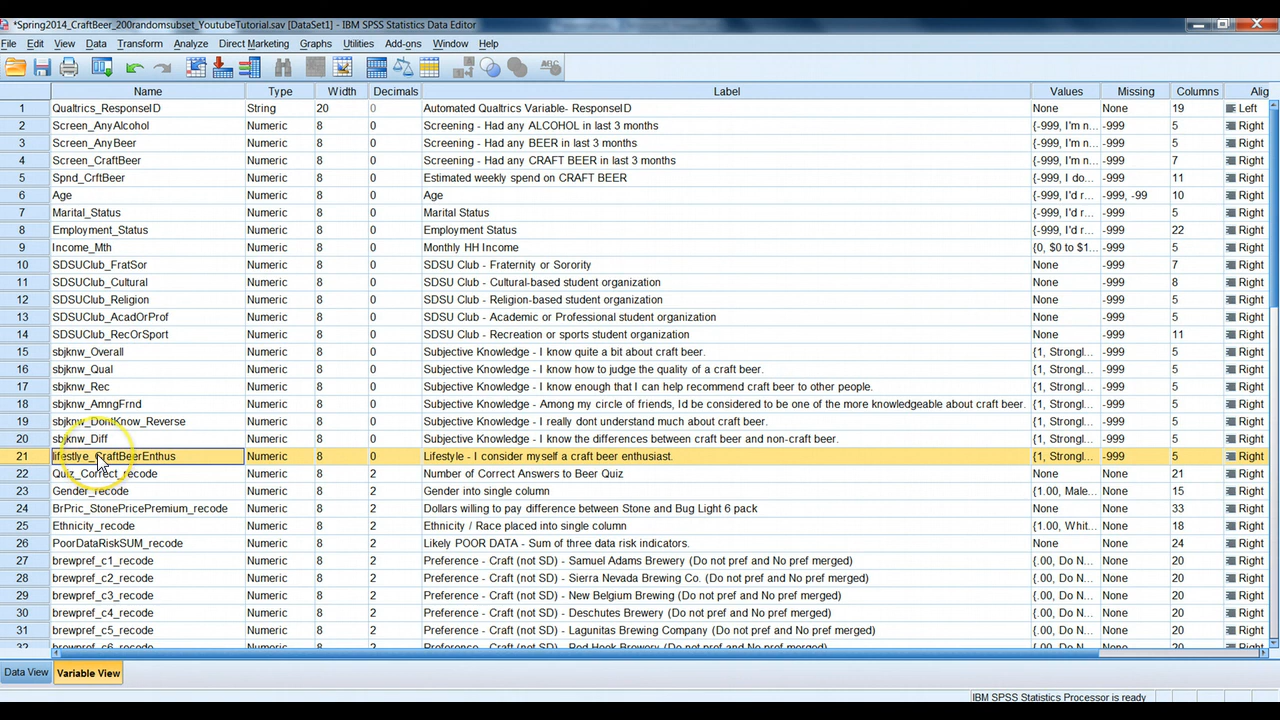 *Spring2014_CraftBeer_200randomsubset_YoutubeTutorial.sav [DataSet1] - IBM SPSS Statistics Data Editor
File Edit View Data Transform Analyze Direct Marketing Graphs Utilities Add-ons Window Help
Name Type Width Decimals Label Values Missing Columns Alig
1 Qualtrics_ResponseID String 20 0 Automated Qualtrics Variable- ResponseID None None 19 Left
2 Screen_AnyAlcohol Numeric 8 0 Screening - Had any ALCOHOL in last 3 months {-999, I'm n... -999 5 Right
3 Screen_AnyBeer Numeric 8 0 Screening - Had any BEER in last 3 months {-999, I'm n... -999 5 Right
4 Screen_CraftBeer Numeric 8 0 Screening - Had any CRAFT BEER in last 3 months {-999, I'm n... -999 7 Right
5 Spnd_CrftBeer Numeric 8 0 Estimated weekly spend on CRAFT BEER {-999, I do... -999 11 Right
6 Age Numeric 8 0 Age {-999, I'd r... -999, -99 10 Right
7 Marital_Status Numeric 8 0 Marital Status {-999, I'd r... -999 5 Right
8 Employment_Status Numeric 8 0 Employment Status {-999, I'd r... -999 22 Right
9 Income_Mth Numeric 8 0 Monthly HH Income {0, $0 to $1... -999 5 Right
10 SDSUClub_FratSor Numeric 8 0 SDSU Club - Fraternity or Sorority None -999 7 Right
11 SDSUClub_Cultural Numeric 8 0 SDSU Club - Cultural-based student organization None -999 8 Right
12 SDSUClub_Religion Numeric 8 0 SDSU Club - Religion-based student organization None -999 5 Right
13 SDSUClub_AcadOrProf Numeric 8 0 SDSU Club - Academic or Professional student organization None -999 5 Right
14 SDSUClub_RecOrSport Numeric 8 0 SDSU Club - Recreation or sports student organization None -999 11 Right
15 sbjknw_Overall Numeric 8 0 Subjective Knowledge - I know quite a bit about craft beer. {1, Strongl... -999 5 Right
16 sbjknw_Qual Numeric 8 0 Subjective Knowledge - I know how to judge the quality of a craft beer. {1, Strongl... -999 5 Right
17 sbjknw_Rec Numeric 8 0 Subjective Knowledge - I know enough that I can help recommend craft beer to other people. {1, Strongl... -999 5 Right
18 sbjknw_AmngFrnd Numeric 8 0 Subjective Knowledge - Among my circle of friends, Id be considered to be one of the more knowledgeable about craft beer. {1, Strongl... -999 5 Right
19 sbjknw_DontKnow_Reverse Numeric 8 0 Subjective Knowledge - I really dont understand much about craft beer. {1, Strongl... -999 5 Right
20 sbjknw_Diff Numeric 8 0 Subjective Knowledge - I know the differences between craft beer and non-craft beer. {1, Strongl... -999 5 Right
21 lifestlye_CraftBeerEnthus Numeric 8 0 Lifestyle - I consider myself a craft beer enthusiast. {1, Strongl... -999 5 Right
22 Quiz_Correct_recode Numeric 8 2 Number of Correct Answers to Beer Quiz None None 21 Right
23 Gender_recode Numeric 8 2 Gender into single column {1.00, Male... None 15 Right
24 BrPric_StonePricePremium_recode Numeric 8 2 Dollars willing to pay difference between Stone and Bug Light 6 pack None None 33 Right
25 Ethnicity_recode Numeric 8 2 Ethnicity / Race placed into single column {1.00, Whit... None 18 Right
26 PoorDataRiskSUM_recode Numeric 8 2 Likely POOR DATA - Sum of three data risk indicators. None None 24 Right
27 brewpref_c1_recode Numeric 8 2 Preference - Craft (not SD) - Samuel Adams Brewery (Do not pref and No pref merged) {.00, Do N... None 20 Right
28 brewpref_c2_recode Numeric 8 2 Preference - Craft (not SD) - Sierra Nevada Brewing Co. (Do not pref and No pref merged) {.00, Do N... None 20 Right
29 brewpref_c3_recode Numeric 8 2 Preference - Craft (not SD) - New Belgium Brewing (Do not pref and No pref merged) {.00, Do N... None 20 Right
30 brewpref_c4_recode Numeric 8 2 Preference - Craft (not SD) - Deschutes Brewery (Do not pref and No pref merged) {.00, Do N... None 20 Right
31 brewpref_c5_recode Numeric 8 2 Preference - Craft (not SD) - Lagunitas Brewing Company (Do not pref and No pref merged) {.00, Do N... None 20 Right
32 brewpref_c6_recode Numeric 8 2 Preference - Craft (not SD) - Red Hook Brewery (Do not pref and No pref merged) {.00, Do N... None 20 Right
Data View Variable View
IBM SPSS Statistics Processor is ready